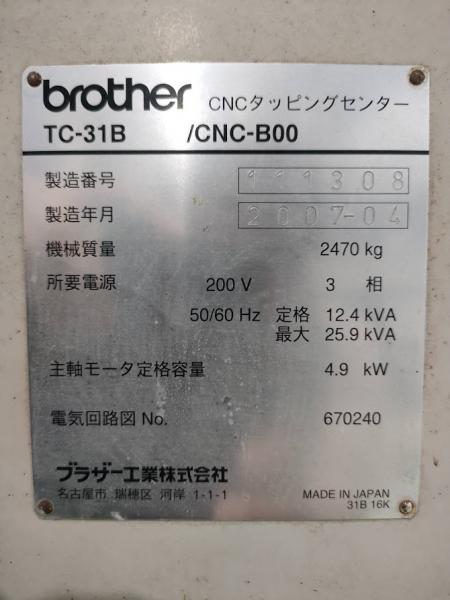 brother CNCタッピングセンター
TC-31B /CNC-B00
製造番号 111308
製造年月 2007-04
機械質量 2470 kg
所要電源 200 V 3 相
50/60 Hz 定格 12.4 kVA
最大 25.9 kVA
主軸モータ定格容量 4.9 kW
電気回路図 No. 670240
ブラザー工業株式会社
名古屋市 瑞穂区 河岸 1-1-1
MADE IN JAPAN
31B 16K